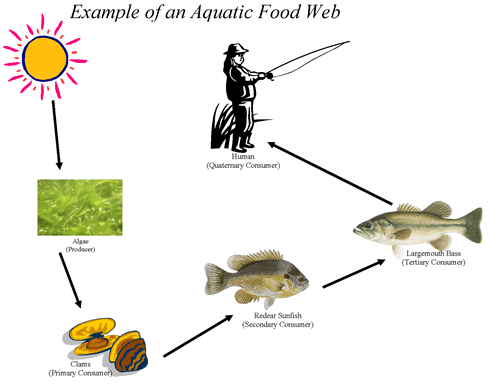 Example of an Aquatic Food Web
Human
(Quaternary Consumer)
Algae
(Producer)
Largemouth Bass
(Tertiary Consumer)
Redear Sunfish
(Secondary Consumer)
Clams
(Primary Consumer)